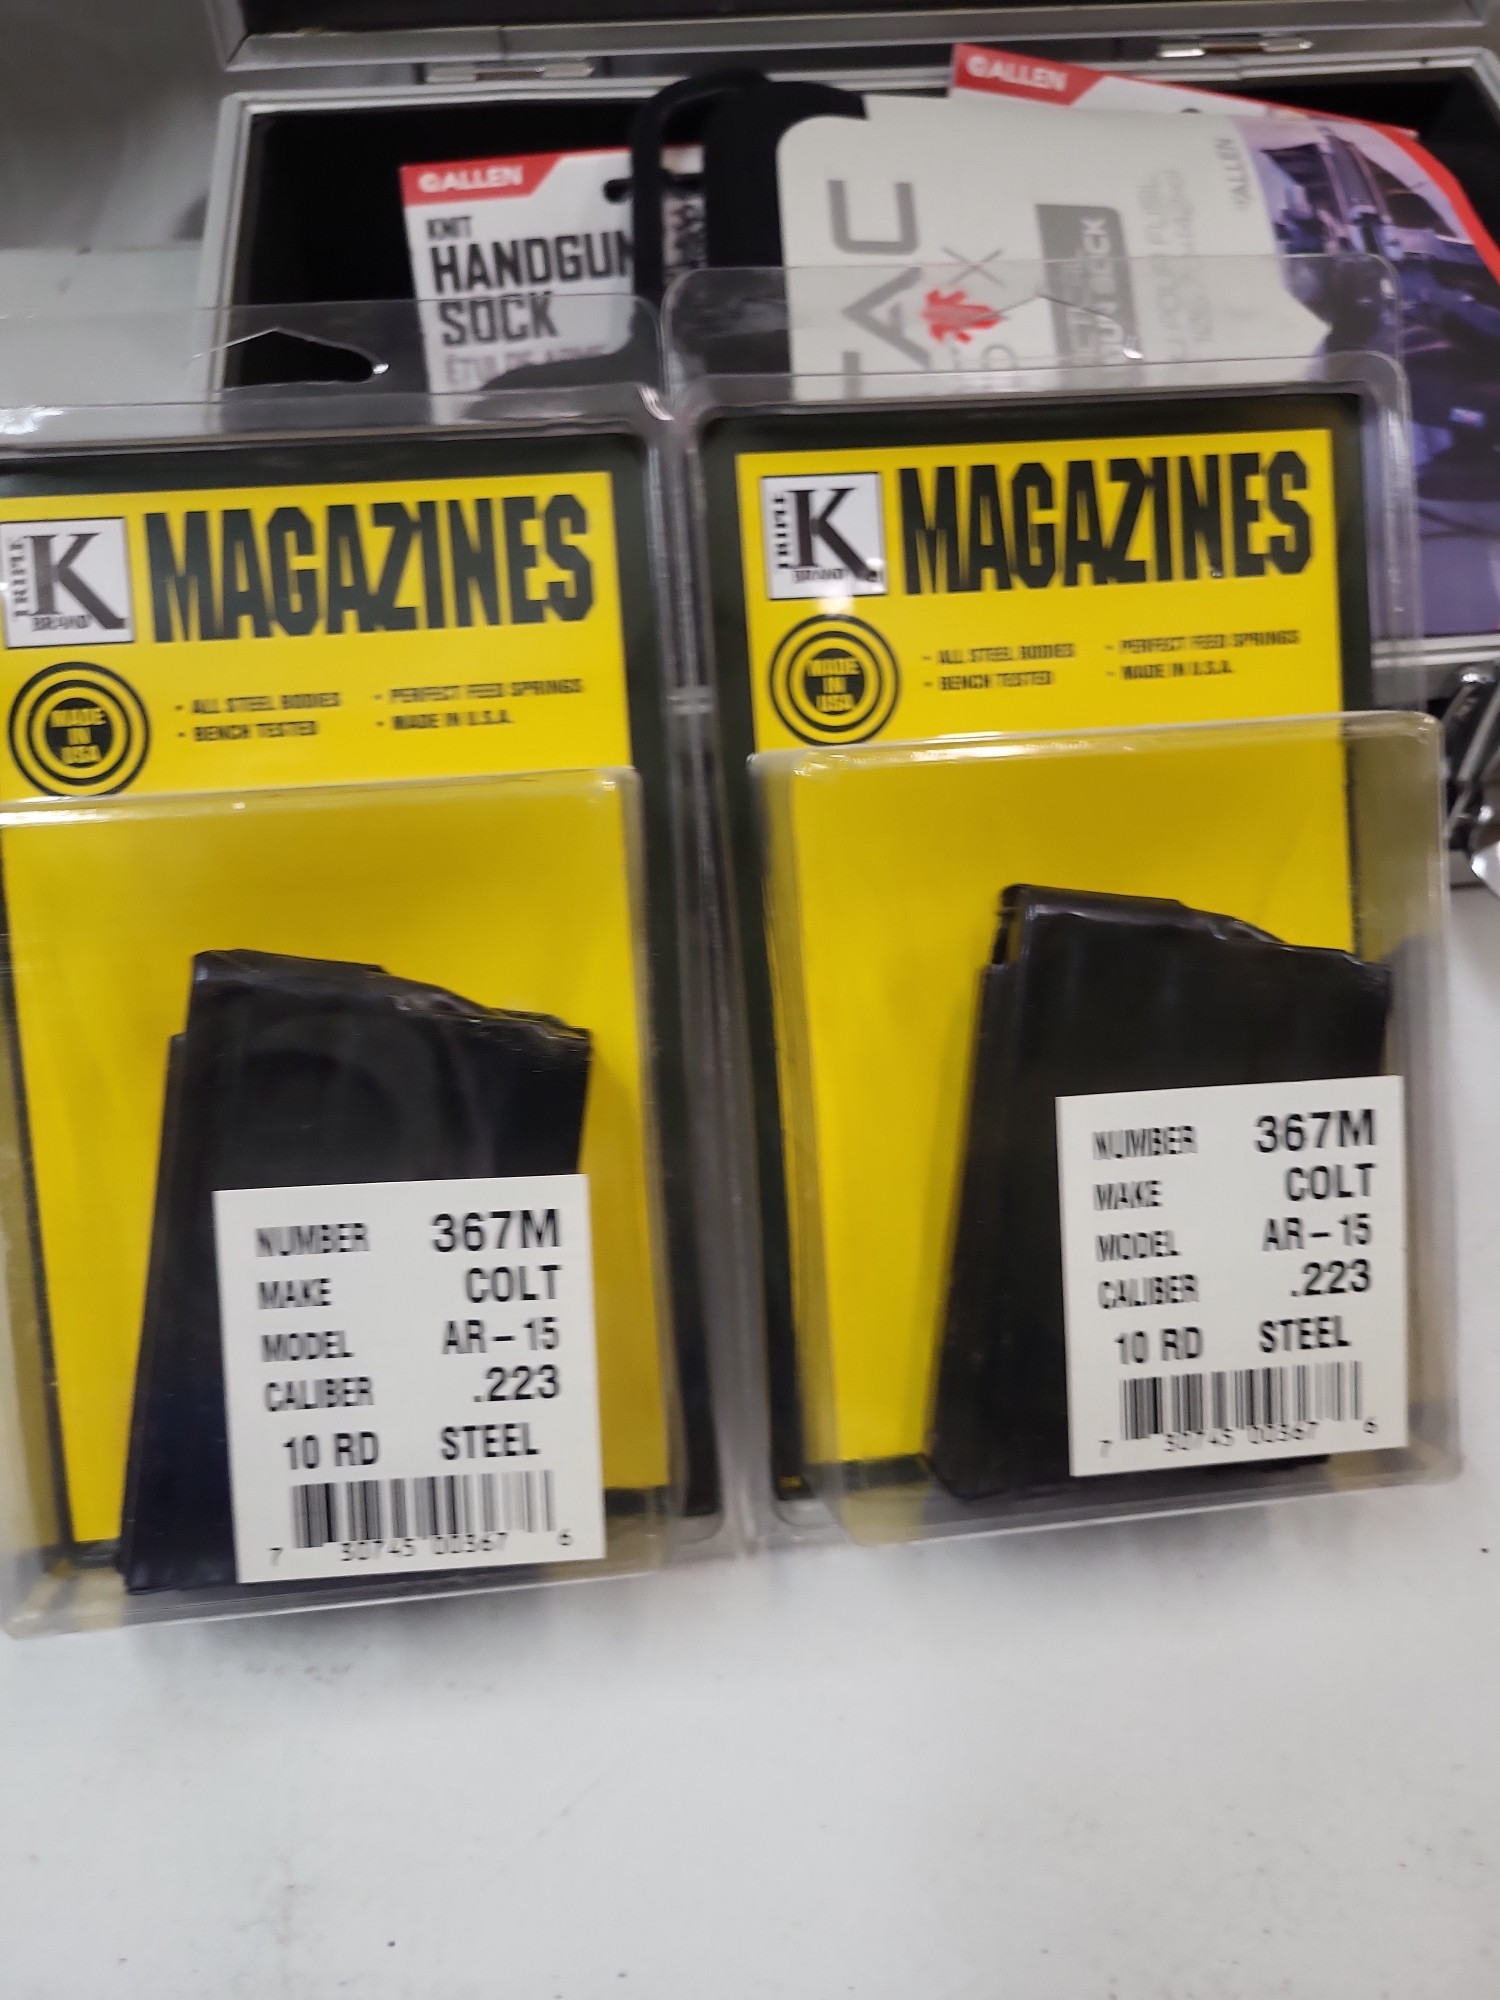 ALLEN
ALLEN
KNIT
HANDGUN
SOCK
ALLEN
TRIPLE K BRAND
MAGAZINES
MADE IN USA
• ALL STEEL BODIES
• BENCH TESTED
• PERFECT FEED SPRINGS
• MADE IN U.S.A.
NUMBER 367M
MAKE COLT
MODEL AR-15
CALIBER .223
10 RD STEEL
7 30745 00367 6
TRIPLE K BRAND
MAGAZINES
MADE IN USA
• ALL STEEL BODIES
• BENCH TESTED
• PERFECT FEED SPRINGS
• MADE IN U.S.A.
NUMBER 367M
MAKE COLT
MODEL AR-15
CALIBER .223
10 RD STEEL
7 30745 00367 6